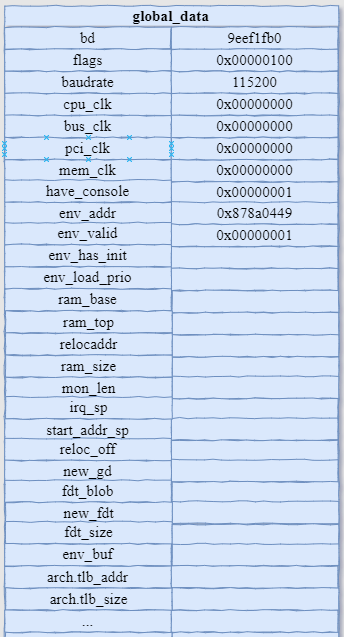 global_data
bd 9eef1fb0
flags 0x00000100
baudrate 115200
cpu_clk 0x00000000
bus_clk 0x00000000
pci_clk 0x00000000
mem_clk 0x00000000
have_console 0x00000001
env_addr 0x878a0449
env_valid 0x00000001
env_has_init
env_load_prio
ram_base
ram_top
relocaddr
ram_size
mon_len
irq_sp
start_addr_sp
reloc_off
new_gd
fdt_blob
new_fdt
fdt_size
env_buf
arch.tlb_addr
arch.tlb_size
...